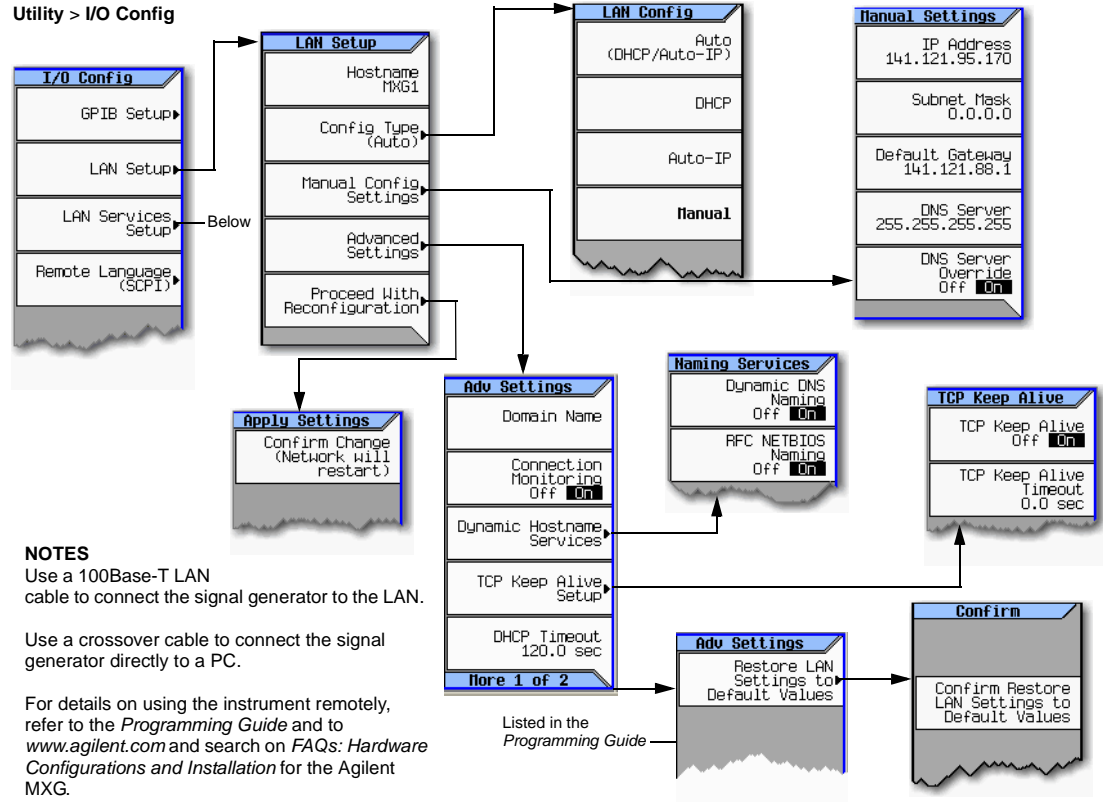 Utility > I/O Config
I/O Config
GPIB Setup
LAN Setup
LAN Services
Setup
Below
Remote Language
(SCPI)
LAN Setup
Hostname
MXG1
Config Type
(Auto)
Manual Config
Settings
Advanced
Settings
Proceed With
Reconfiguration
LAN Config
Auto
(DHCP/Auto-IP)
DHCP
Auto-IP
Manual
Manual Settings
IP Address
141.121.95.170
Subnet Mask
0.0.0.0
Default Gateway
141.121.88.1
DNS Server
255.255.255.255
DNS Server
Override
Off On
Apply Settings
Confirm Change
(Network will
restart)
Adv Settings
Domain Name
Connection
Monitoring
Off On
Dynamic Hostname
Services
TCP Keep Alive
Setup
DHCP Timeout
120.0 sec
More 1 of 2
Naming Services
Dynamic DNS
Naming
Off On
RFC NETBIOS
Naming
Off On
TCP Keep Alive
TCP Keep Alive
Off On
TCP Keep Alive
Timeout
0.0 sec
Adv Settings
Restore LAN
Settings to
Default Values
Listed in the
Programming Guide
Confirm
Confirm Restore
LAN Settings to
Default Values
NOTES
Use a 100Base-T LAN
cable to connect the signal generator to the LAN.
Use a crossover cable to connect the signal
generator directly to a PC.
For details on using the instrument remotely,
refer to the Programming Guide and to
www.agilent.com and search on FAQs: Hardware
Configurations and Installation for the Agilent
MXG.